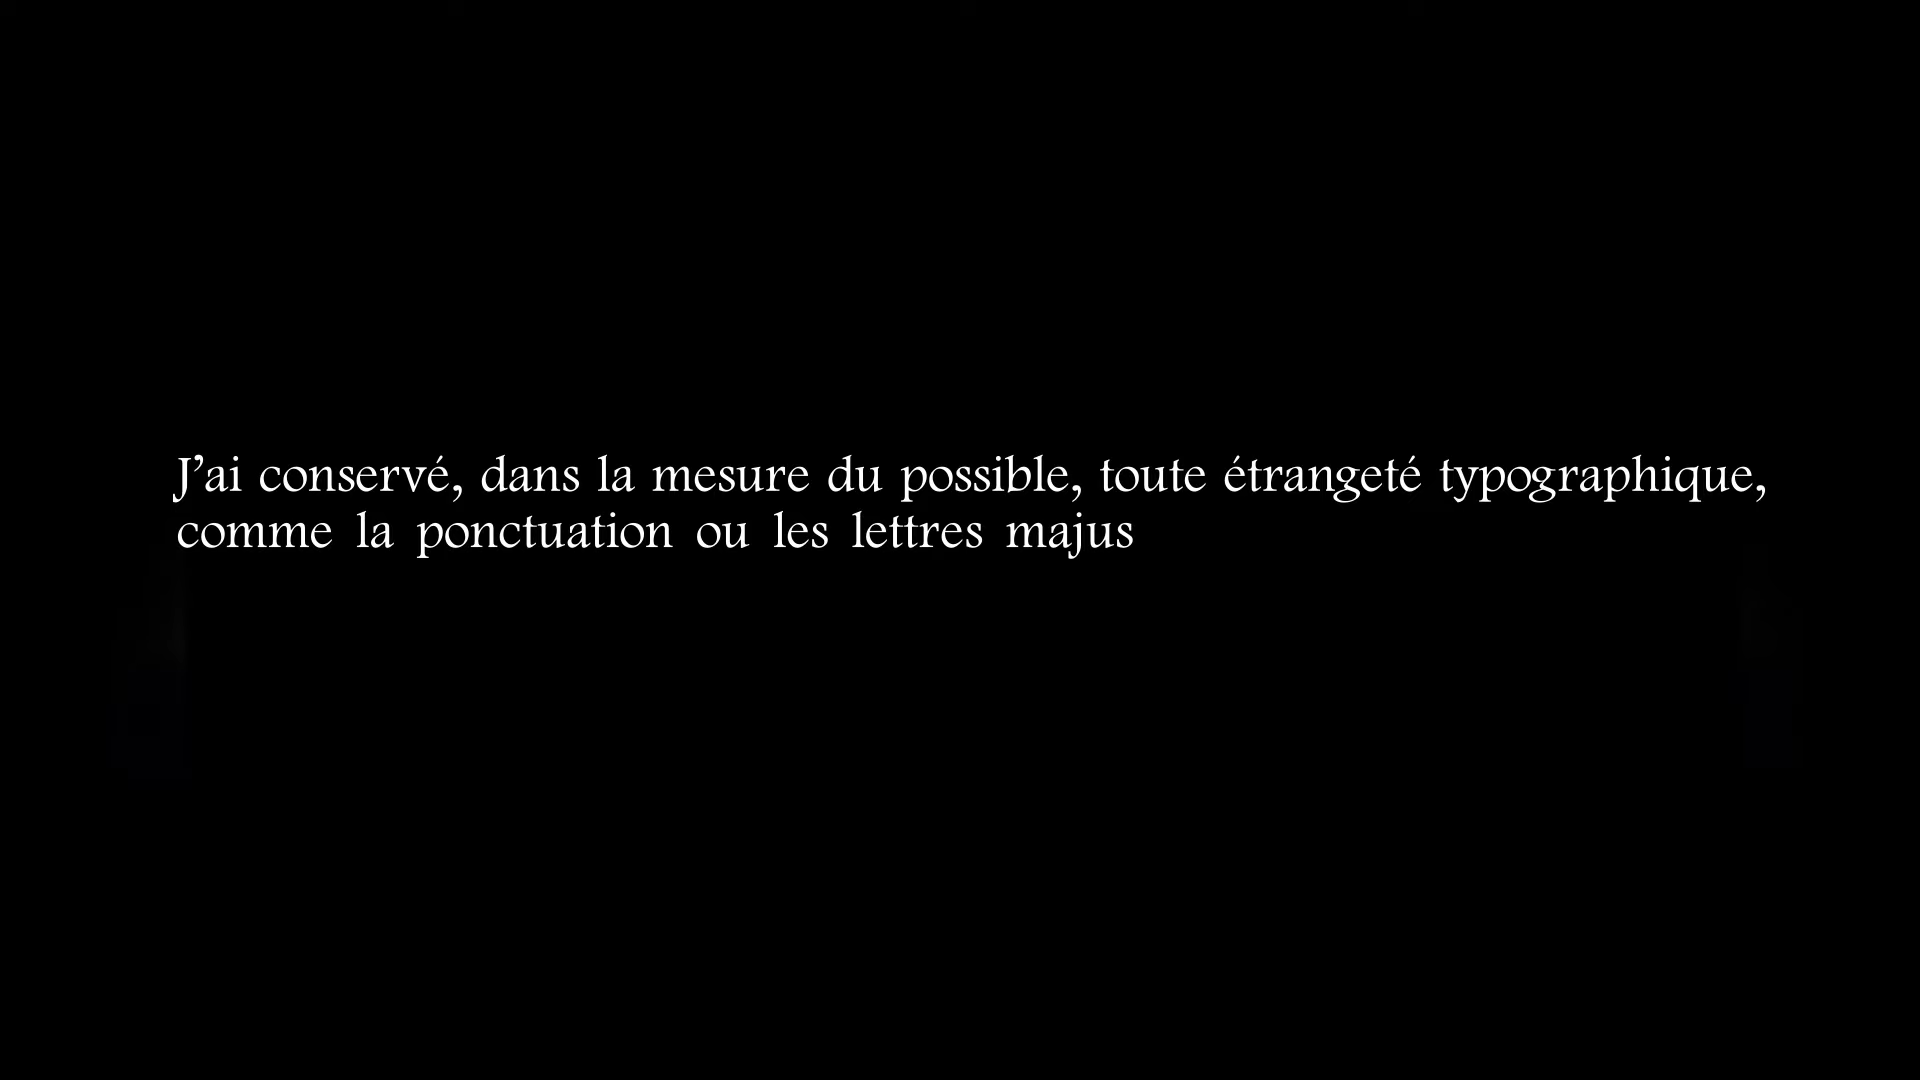 J’ai conservé, dans la mesure du possible, toute étrangeté typographique,
comme la ponctuation ou les lettres majus